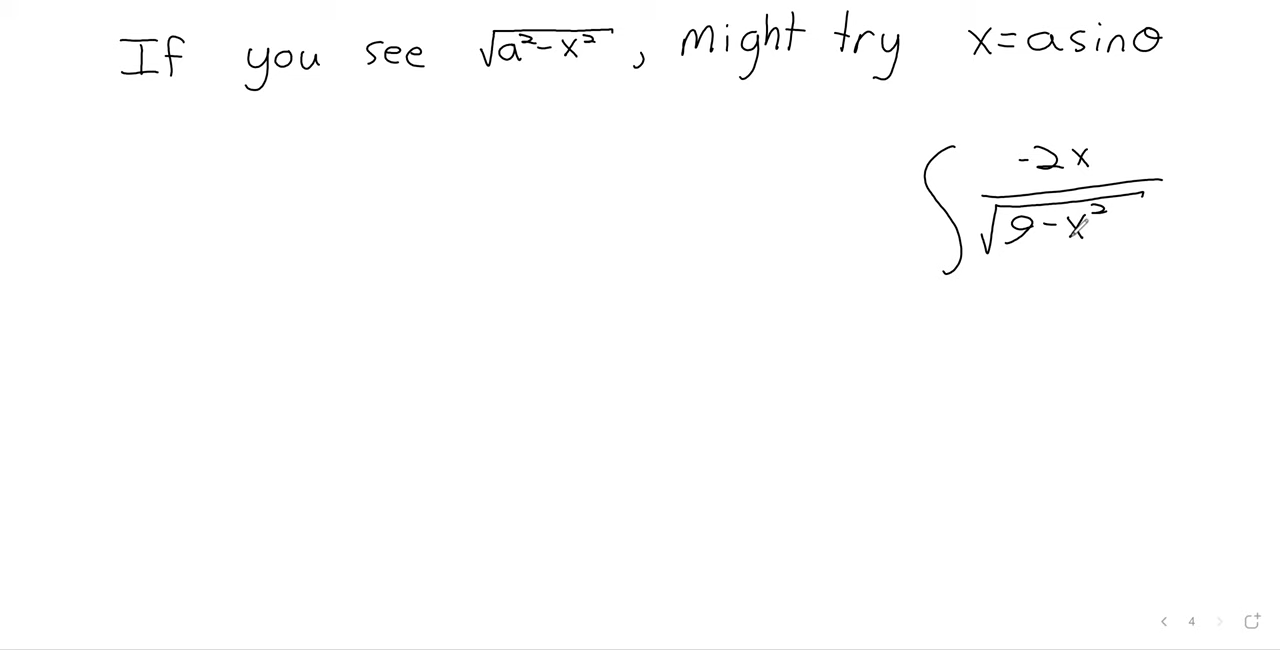 If you see √a²-x² , might try x=asinθ
∫ -2x / √9-x²
4